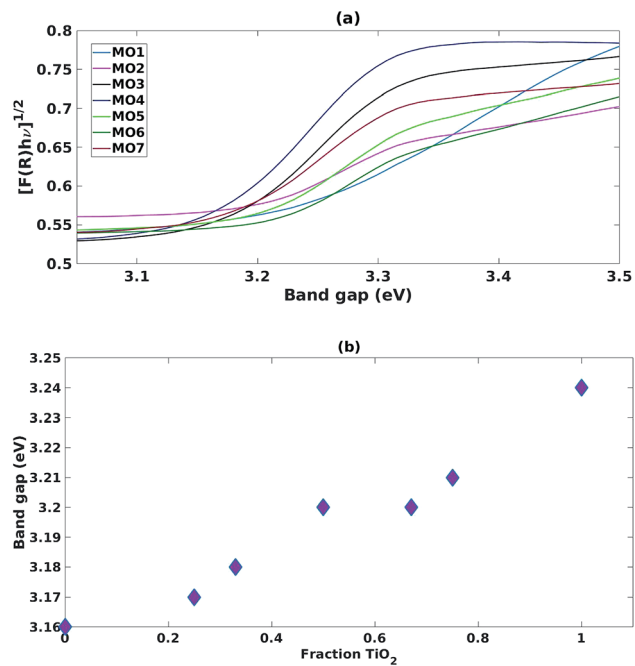 (a)
[F(R)hν]^1/2
0.8
0.75
0.7
0.65
0.6
0.55
0.5
MO1
MO2
MO3
MO4
MO5
MO6
MO7
3.1 3.2 3.3 3.4 3.5
Band gap (eV)
(b)
Band gap (eV)
3.25
3.24
3.23
3.22
3.21
3.2
3.19
3.18
3.17
3.16
0 0.2 0.4 0.6 0.8 1
Fraction TiO₂